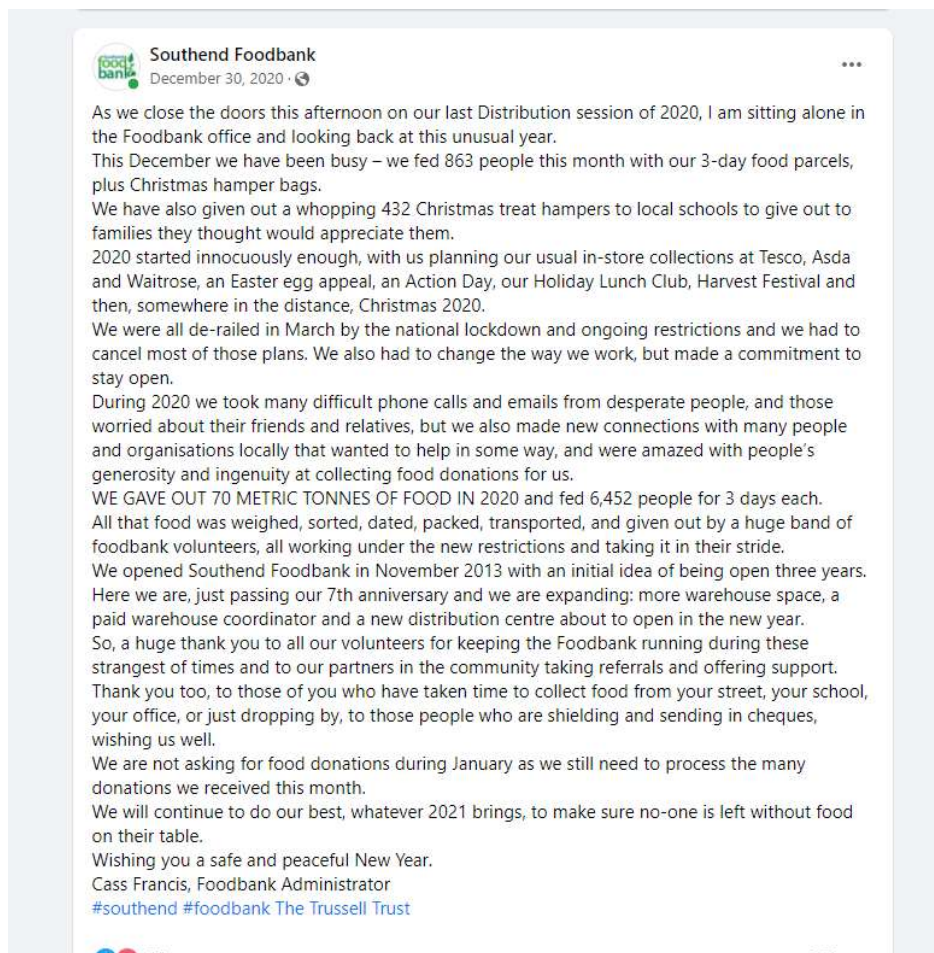 food
bank
Southend Foodbank
December 30, 2020 ·
As we close the doors this afternoon on our last Distribution session of 2020, I am sitting alone in
the Foodbank office and looking back at this unusual year.
This December we have been busy – we fed 863 people this month with our 3-day food parcels,
plus Christmas hamper bags.
We have also given out a whopping 432 Christmas treat hampers to local schools to give out to
families they thought would appreciate them.
2020 started innocuously enough, with us planning our usual in-store collections at Tesco, Asda
and Waitrose, an Easter egg appeal, an Action Day, our Holiday Lunch Club, Harvest Festival and
then, somewhere in the distance, Christmas 2020.
We were all de-railed in March by the national lockdown and ongoing restrictions and we had to
cancel most of those plans. We also had to change the way we work, but made a commitment to
stay open.
During 2020 we took many difficult phone calls and emails from desperate people, and those
worried about their friends and relatives, but we also made new connections with many people
and organisations locally that wanted to help in some way, and were amazed with people's
generosity and ingenuity at collecting food donations for us.
WE GAVE OUT 70 METRIC TONNES OF FOOD IN 2020 and fed 6,452 people for 3 days each.
All that food was weighed, sorted, dated, packed, transported, and given out by a huge band of
foodbank volunteers, all working under the new restrictions and taking it in their stride.
We opened Southend Foodbank in November 2013 with an initial idea of being open three years.
Here we are, just passing our 7th anniversary and we are expanding: more warehouse space, a
paid warehouse coordinator and a new distribution centre about to open in the new year.
So, a huge thank you to all our volunteers for keeping the Foodbank running during these
strangest of times and to our partners in the community taking referrals and offering support.
Thank you too, to those of you who have taken time to collect food from your street, your school,
your office, or just dropping by, to those people who are shielding and sending in cheques,
wishing us well.
We are not asking for food donations during January as we still need to process the many
donations we received this month.
We will continue to do our best, whatever 2021 brings, to make sure no-one is left without food
on their table.
Wishing you a safe and peaceful New Year.
Cass Francis, Foodbank Administrator
#southend #foodbank The Trussell Trust